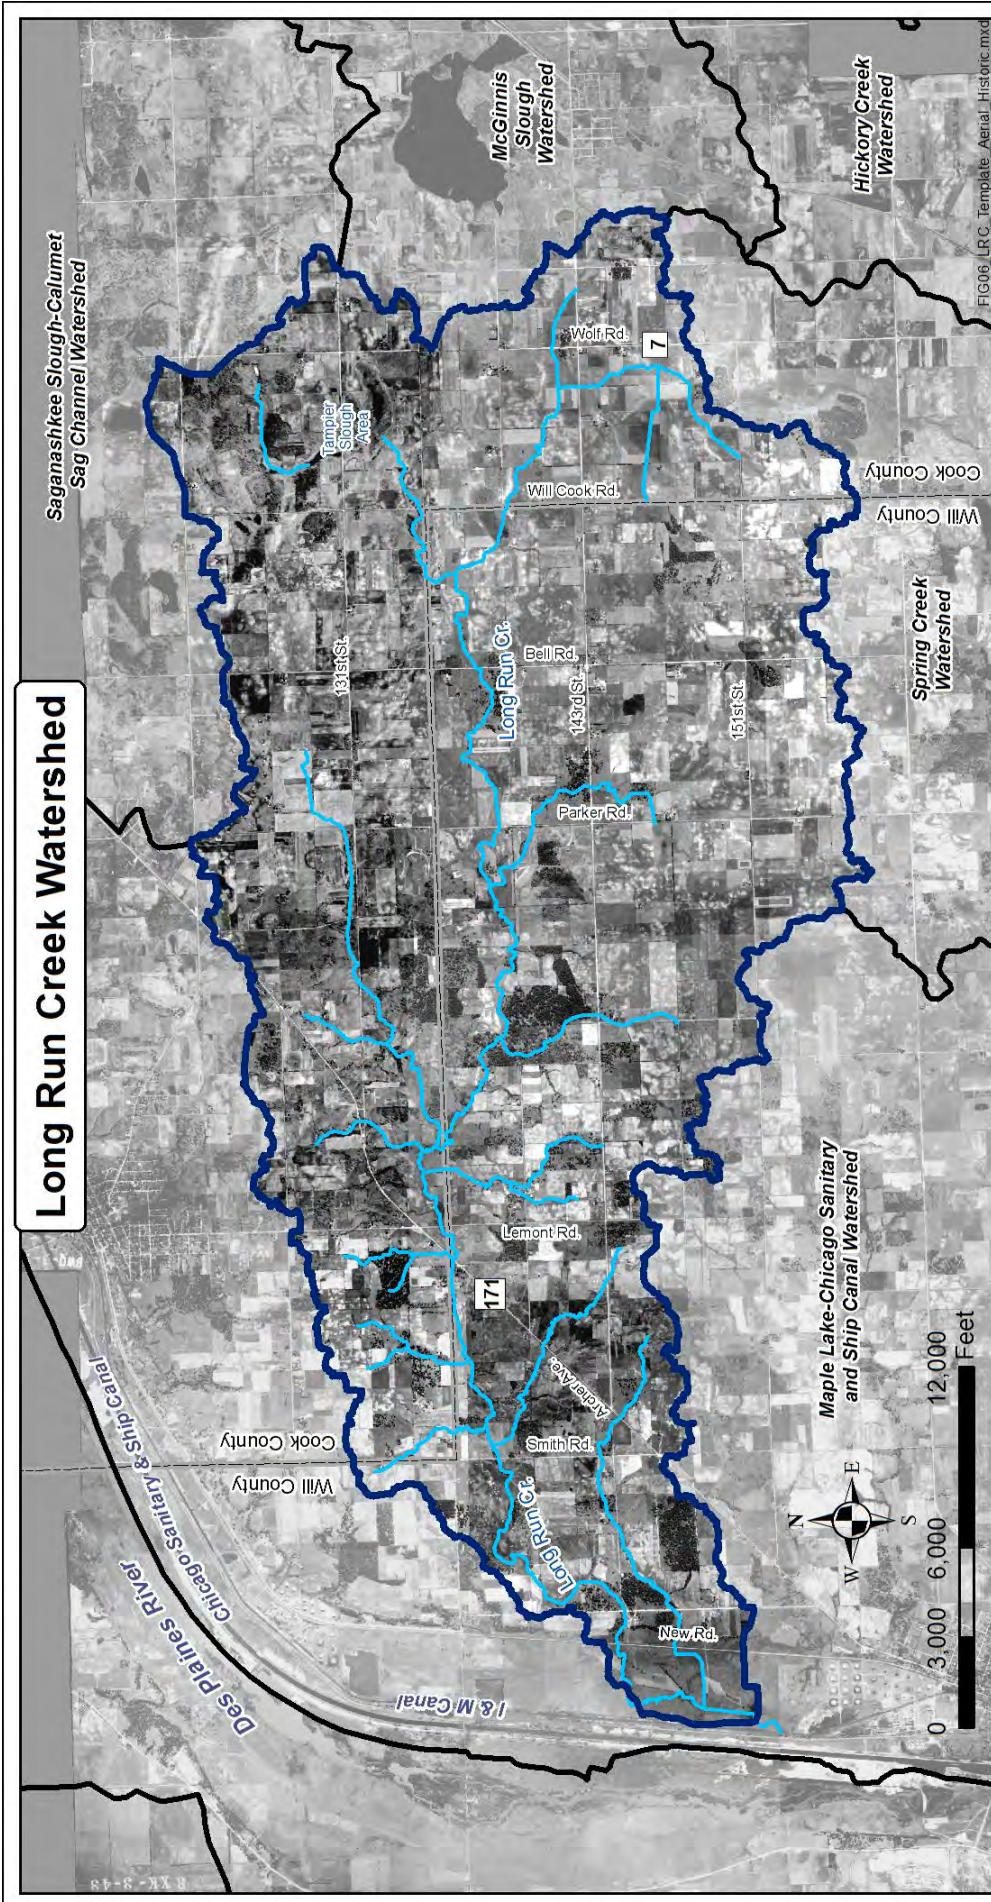 Long Run Creek Watershed
Saganashkee Slough-Calumet
Sag Channel Watershed
McGinnis
Slough
Watershed
Hickory Creek
Watershed
FIG06_LRC_Template_Aerial_Historic.mxd
Des Plaines River
Chicago Sanitary & Ship Canal
I & M Canal
Will County
Cook County
131st St.
Tampier
Slough
Area
Wolf Rd.
7
Will Cook Rd.
Long Run Cr.
Bell Rd.
143rd St.
151st St.
Parker Rd.
Lemont Rd.
171
Archer Ave.
Smith Rd.
Long Run Cr.
New Rd.
Will County
Cook County
Spring Creek
Watershed
Maple Lake-Chicago Sanitary
and Ship Canal Watershed
N
W
E
S
0
3,000
6,000
12,000
Feet